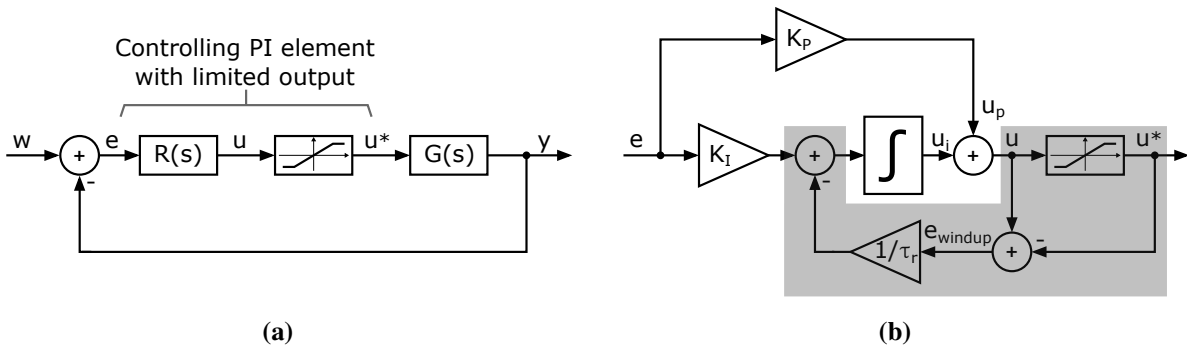 Controlling PI element
with limited output
w
+
-
e
R(s)
u
u*
G(s)
y
(a)
e
K_P
K_I
+
-
∫
u_i
u_p
+
u
u*
1/τ_r
e_windup
+
-
(b)